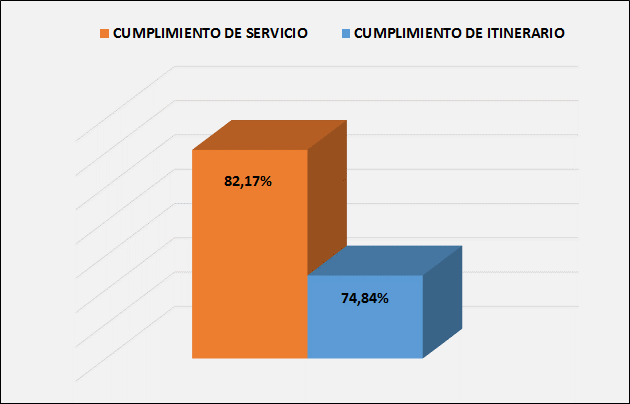 CUMPLIMIENTO DE SERVICIO CUMPLIMIENTO DE ITINERARIO
82,17%
74,84%